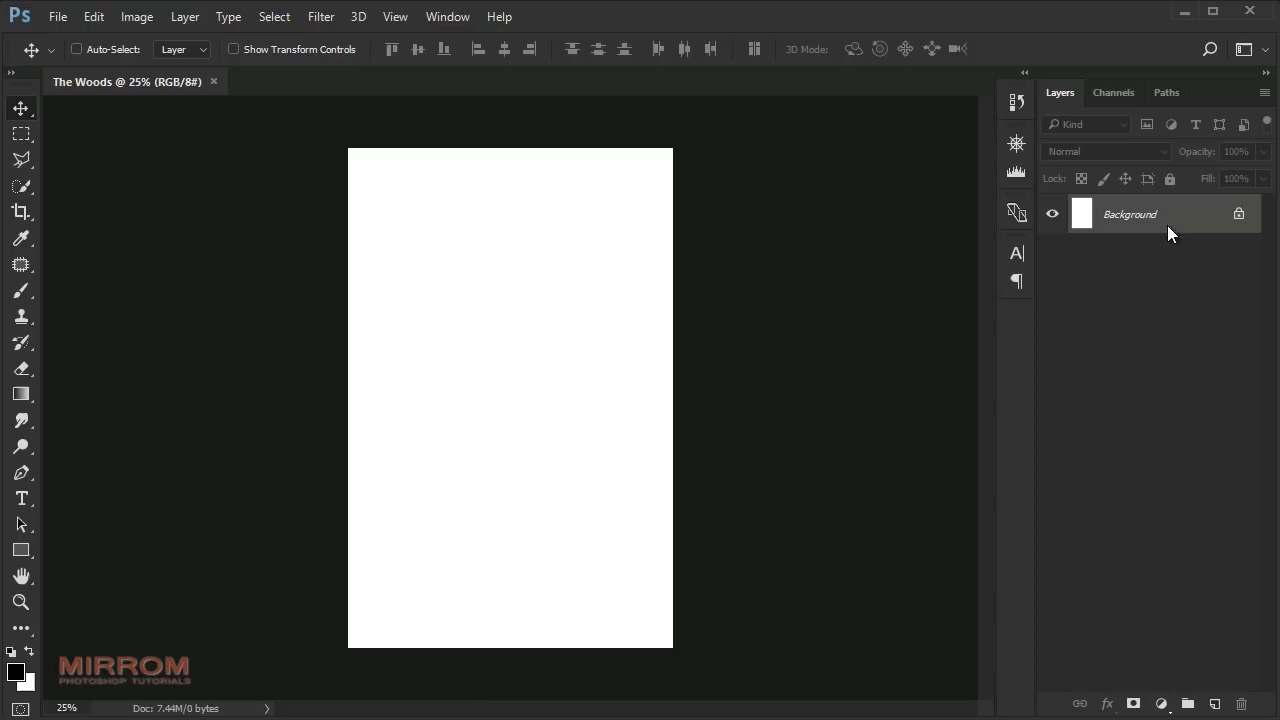 Ps File Edit Image Layer Type Select Filter 3D View Window Help
Auto-Select: Layer Show Transform Controls 3D Mode:
The Woods @ 25% (RGB/8#)
Layers Channels Paths
Kind
Normal Opacity: 100%
Lock: Fill: 100%
Background
MIRROM
PHOTOSHOP TUTORIALS
25% Doc: 7.44M/0 bytes